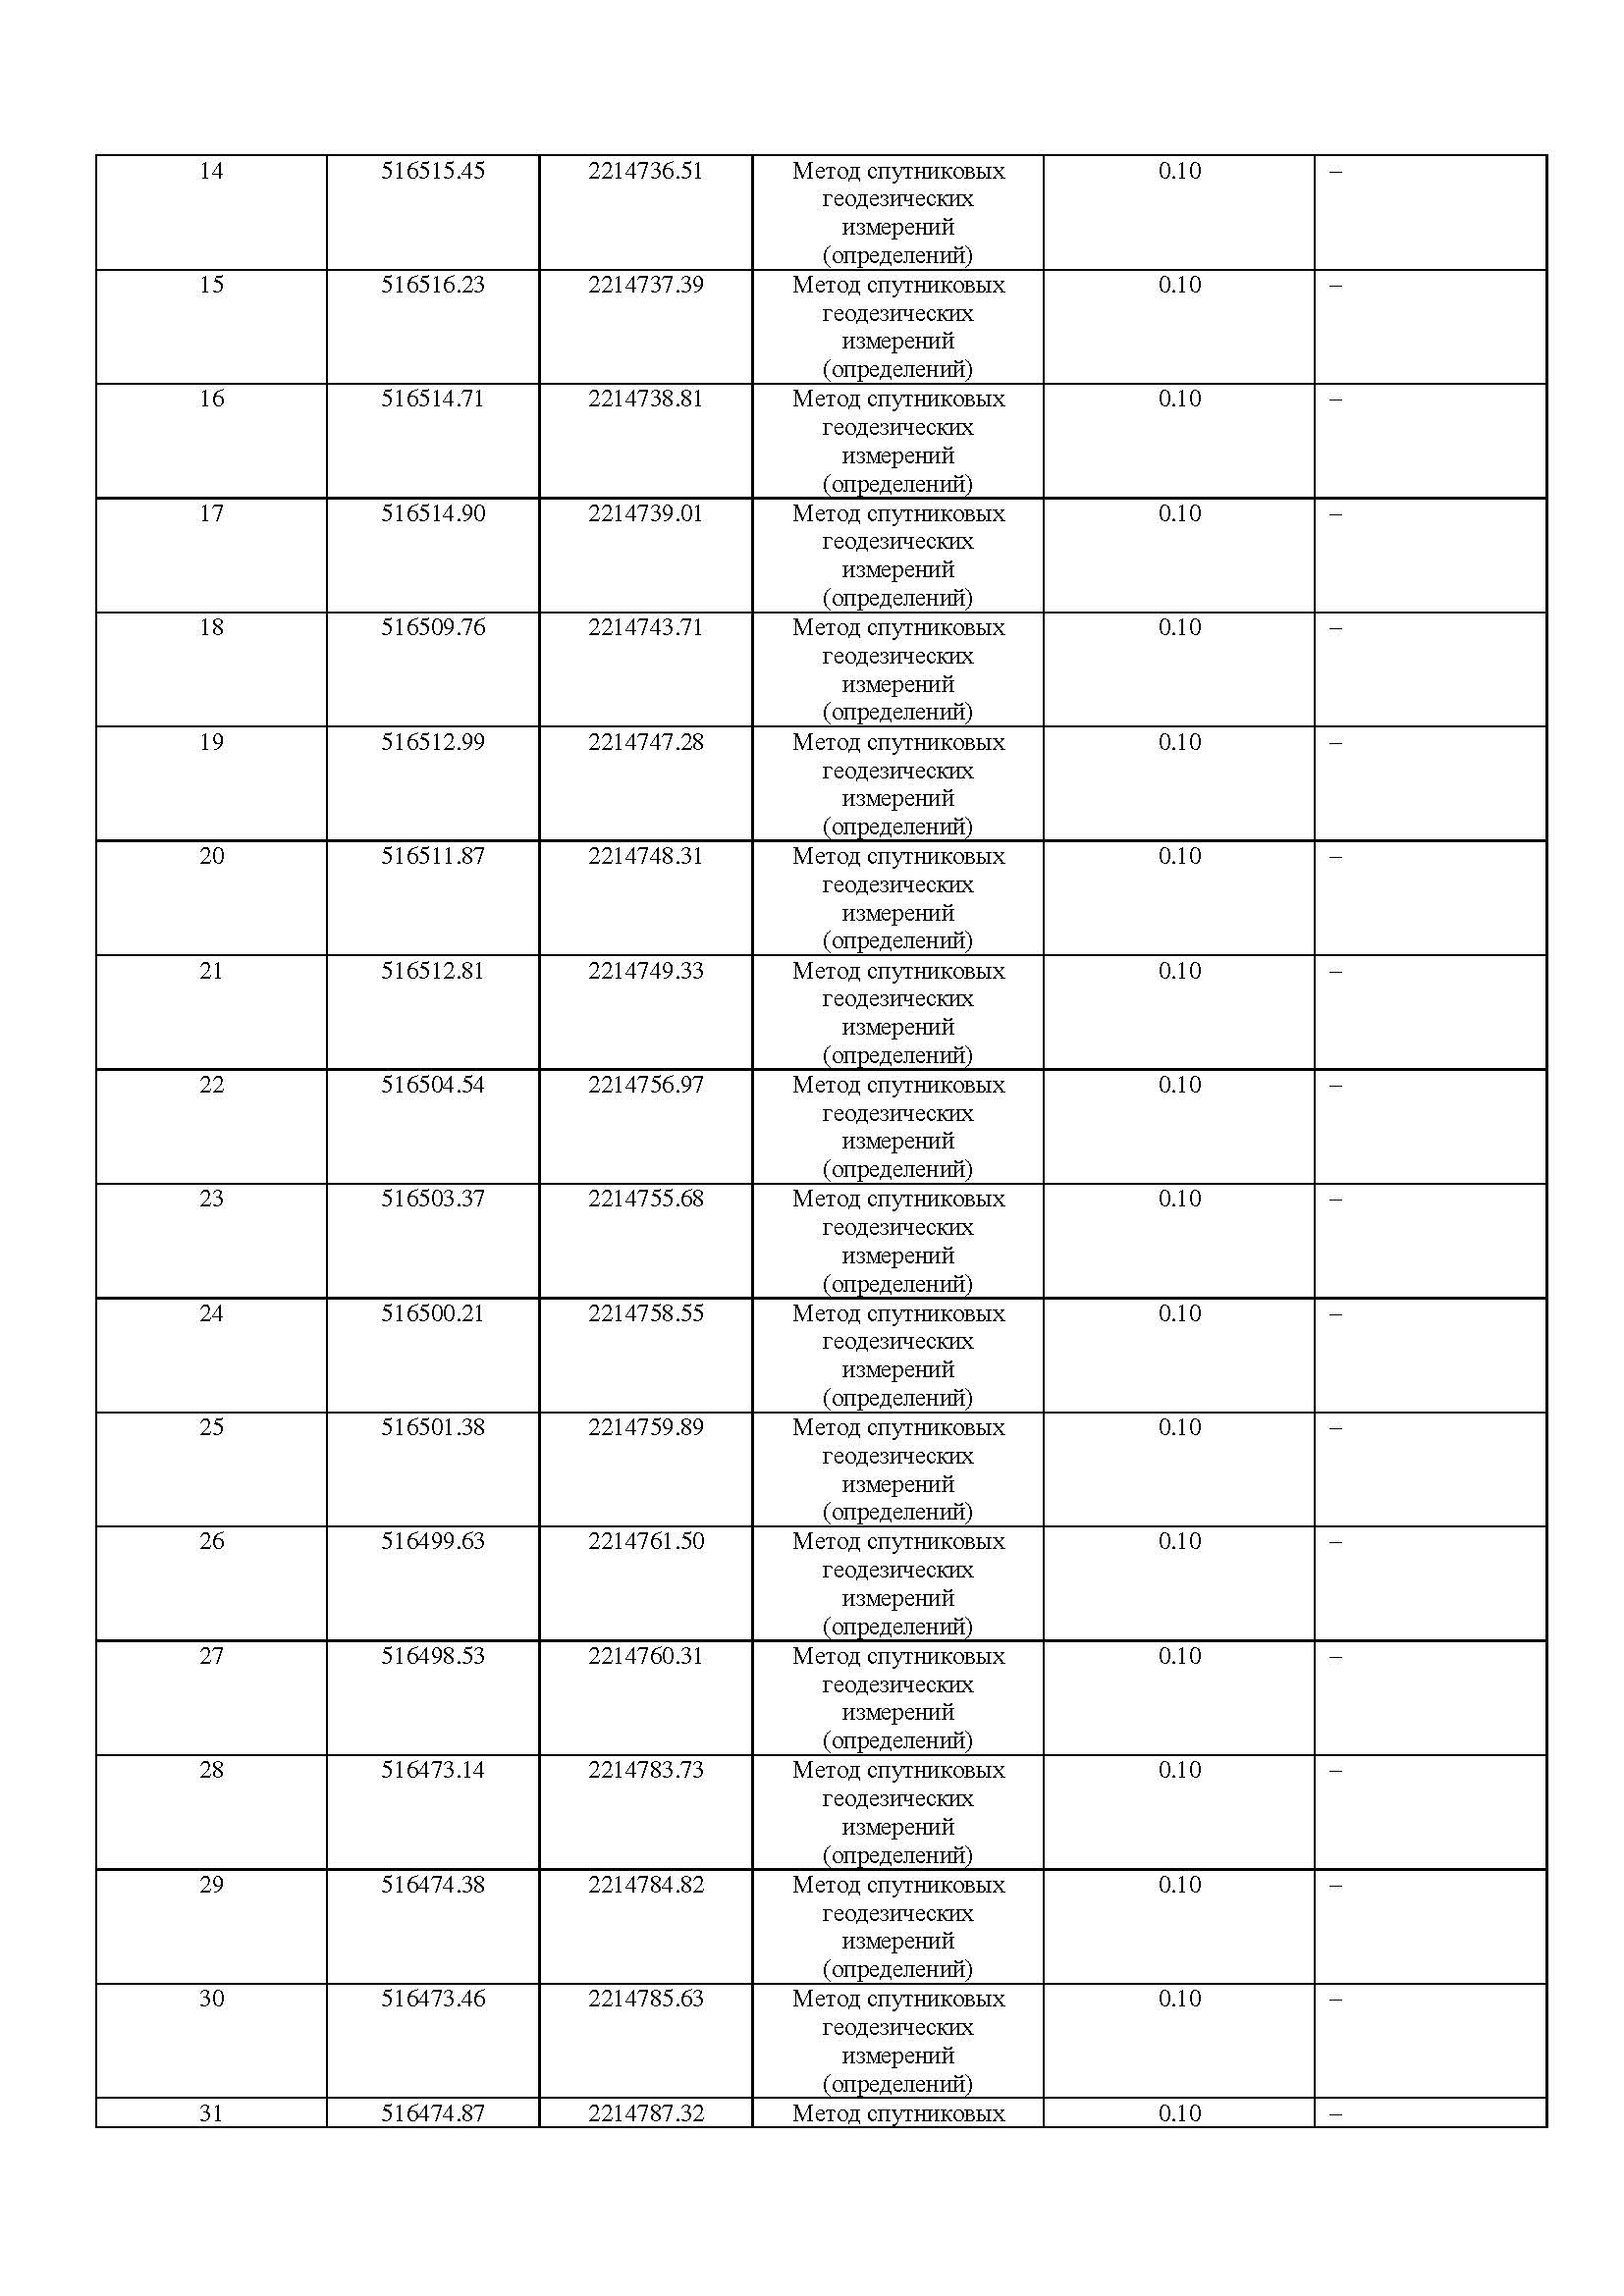 14 516515.45 2214736.51 Метод спутниковых 0.10 –
геодезических
измерений
(определений)
15 516516.23 2214737.39 Метод спутниковых 0.10 –
геодезических
измерений
(определений)
16 516514.71 2214738.81 Метод спутниковых 0.10 –
геодезических
измерений
(определений)
17 516514.90 2214739.01 Метод спутниковых 0.10 –
геодезических
измерений
(определений)
18 516509.76 2214743.71 Метод спутниковых 0.10 –
геодезических
измерений
(определений)
19 516512.99 2214747.28 Метод спутниковых 0.10 –
геодезических
измерений
(определений)
20 516511.87 2214748.31 Метод спутниковых 0.10 –
геодезических
измерений
(определений)
21 516512.81 2214749.33 Метод спутниковых 0.10 –
геодезических
измерений
(определений)
22 516504.54 2214756.97 Метод спутниковых 0.10 –
геодезических
измерений
(определений)
23 516503.37 2214755.68 Метод спутниковых 0.10 –
геодезических
измерений
(определений)
24 516500.21 2214758.55 Метод спутниковых 0.10 –
геодезических
измерений
(определений)
25 516501.38 2214759.89 Метод спутниковых 0.10 –
геодезических
измерений
(определений)
26 516499.63 2214761.50 Метод спутниковых 0.10 –
геодезических
измерений
(определений)
27 516498.53 2214760.31 Метод спутниковых 0.10 –
геодезических
измерений
(определений)
28 516473.14 2214783.73 Метод спутниковых 0.10 –
геодезических
измерений
(определений)
29 516474.38 2214784.82 Метод спутниковых 0.10 –
геодезических
измерений
(определений)
30 516473.46 2214785.63 Метод спутниковых 0.10 –
геодезических
измерений
(определений)
31 516474.87 2214787.32 Метод спутниковых 0.10 –